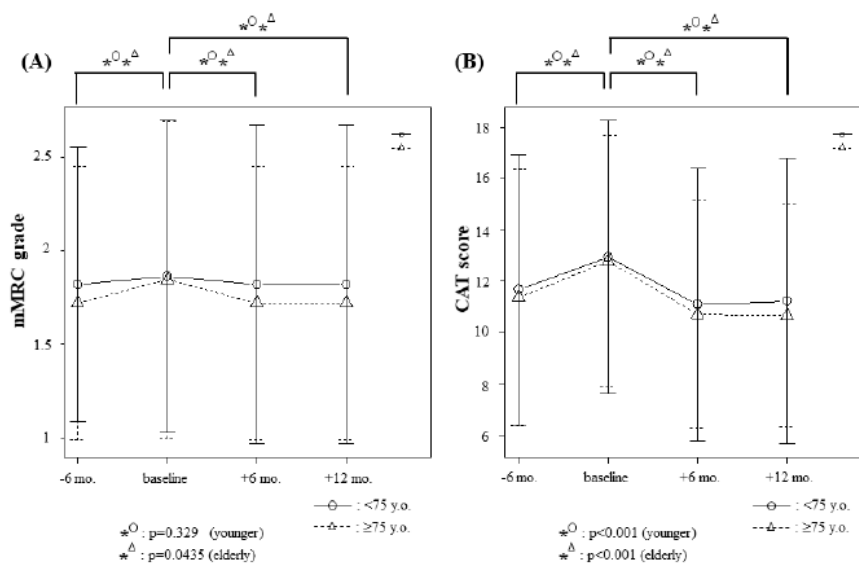 *O*Δ
*O*Δ
(A)
*O*Δ
*O*Δ
*O*Δ
(B)
*O*Δ
mMRC grade
2.5
2
1.5
1
-6 mo.
baseline
+6 mo.
+12 mo.
: <75 y.o.
: ≥75 y.o.
*O : p=0.329 (younger)
*Δ : p=0.0435 (elderly)
CAT score
18
16
14
12
10
8
6
-6 mo.
baseline
+6 mo.
+12 mo.
: <75 y.o.
: ≥75 y.o.
*O : p<0.001 (younger)
*Δ : p<0.001 (elderly)